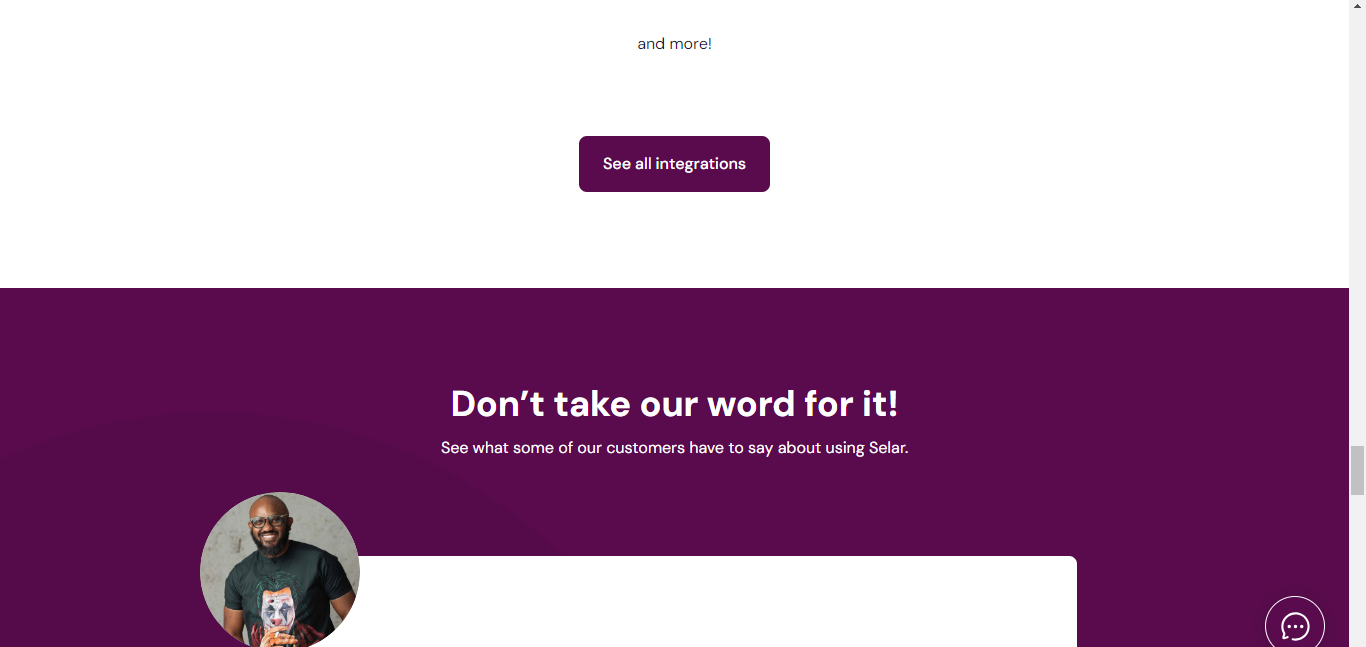 and more!
See all integrations
Don’t take our word for it!
See what some of our customers have to say about using Selar.